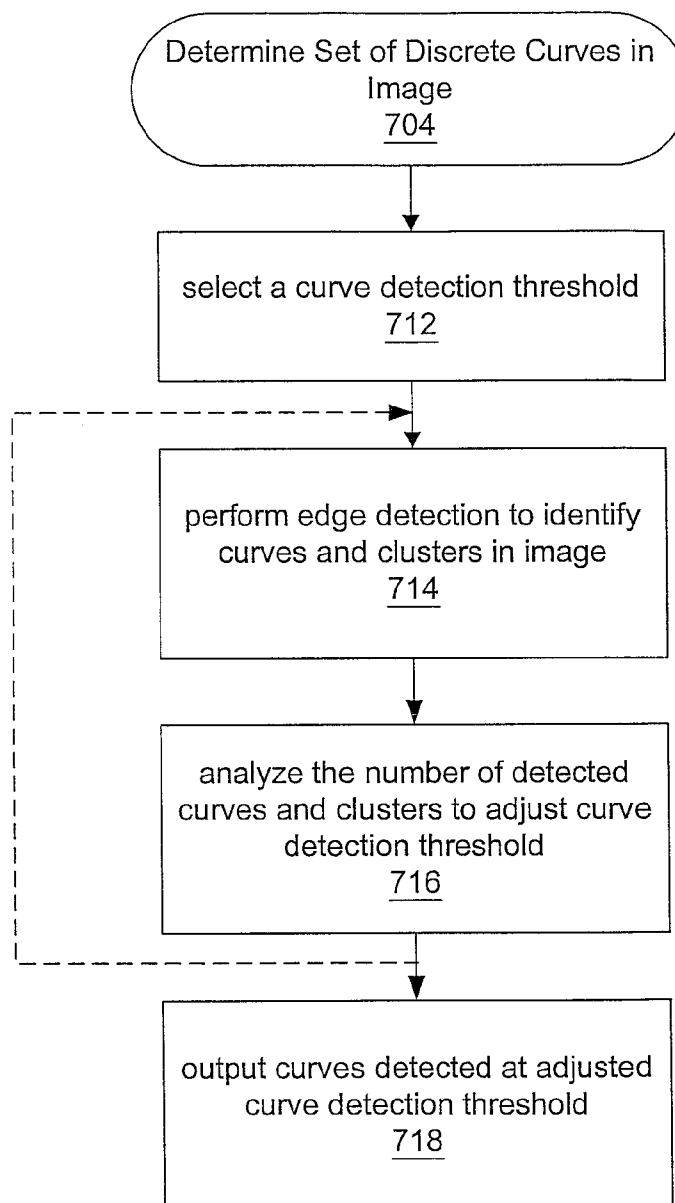 Determine Set of Discrete Curves in
Image
704
select a curve detection threshold
712
perform edge detection to identify
curves and clusters in image
714
analyze the number of detected
curves and clusters to adjust curve
detection threshold
716
output curves detected at adjusted
curve detection threshold
718